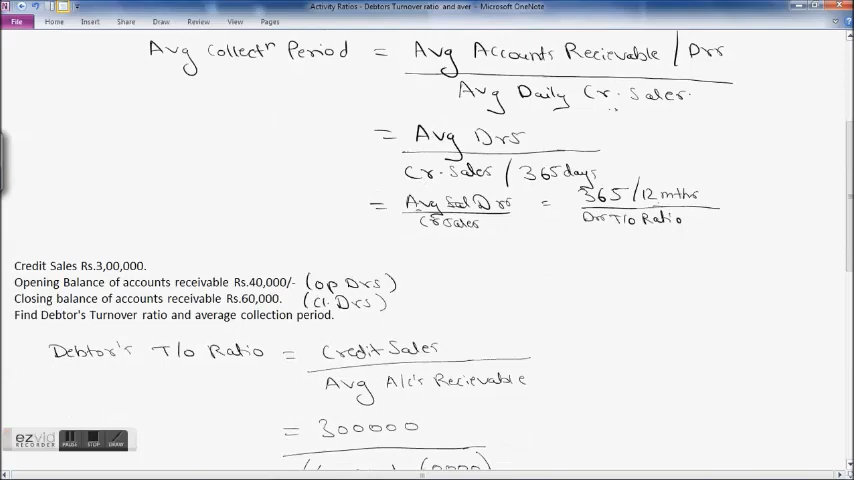 Activity Ratios - Debtors Turnover ratio and aver - Microsoft OneNote
File Home Insert Share Draw Review View Pages
Avg Collectn Period = Avg Accounts Recievable / Drs
Avg Daily Cr. Sales.
= Avg Drs
Cr. Sales / 365 days
= Avg Drs = 365/12 mths
Cr Sales Drs T/o Ratio
Credit Sales Rs.3,00,000.
Opening Balance of accounts receivable Rs.40,000/- (op Drs)
Closing balance of accounts receivable Rs.60,000. (Cl. Drs)
Find Debtor's Turnover ratio and average collection period.
Debtor's T/o Ratio = Credit Sales
Avg A/c's Recievable
= 300000
ezvid
RECORDER
PAUSE STOP DRAW